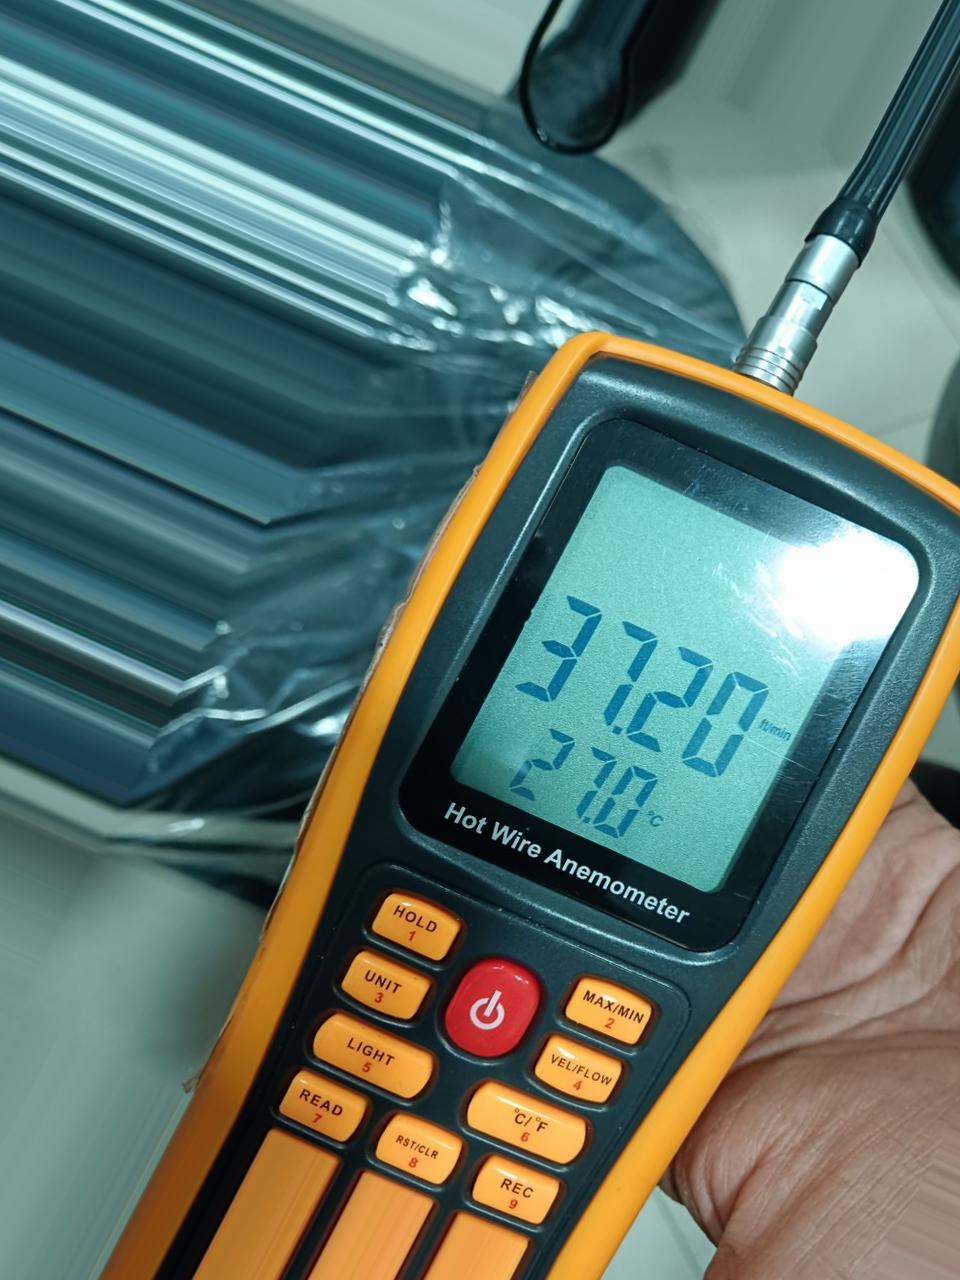 37.20 ft/min
27.0 °C
Hot Wire Anemometer
HOLD
1
UNIT
3
MAX/MIN
2
LIGHT
5
VEL/FLOW
4
READ
7
°C/°F
6
RST/CLR
8
REC
9